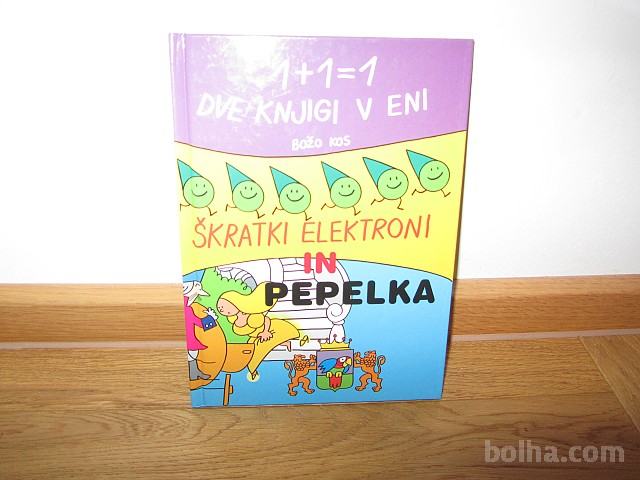 1+1=1
DVE KNJIGI V ENI
BOŽO KOS
ŠKRATKI ELEKTRONI
IN
PEPELKA
bolha.com